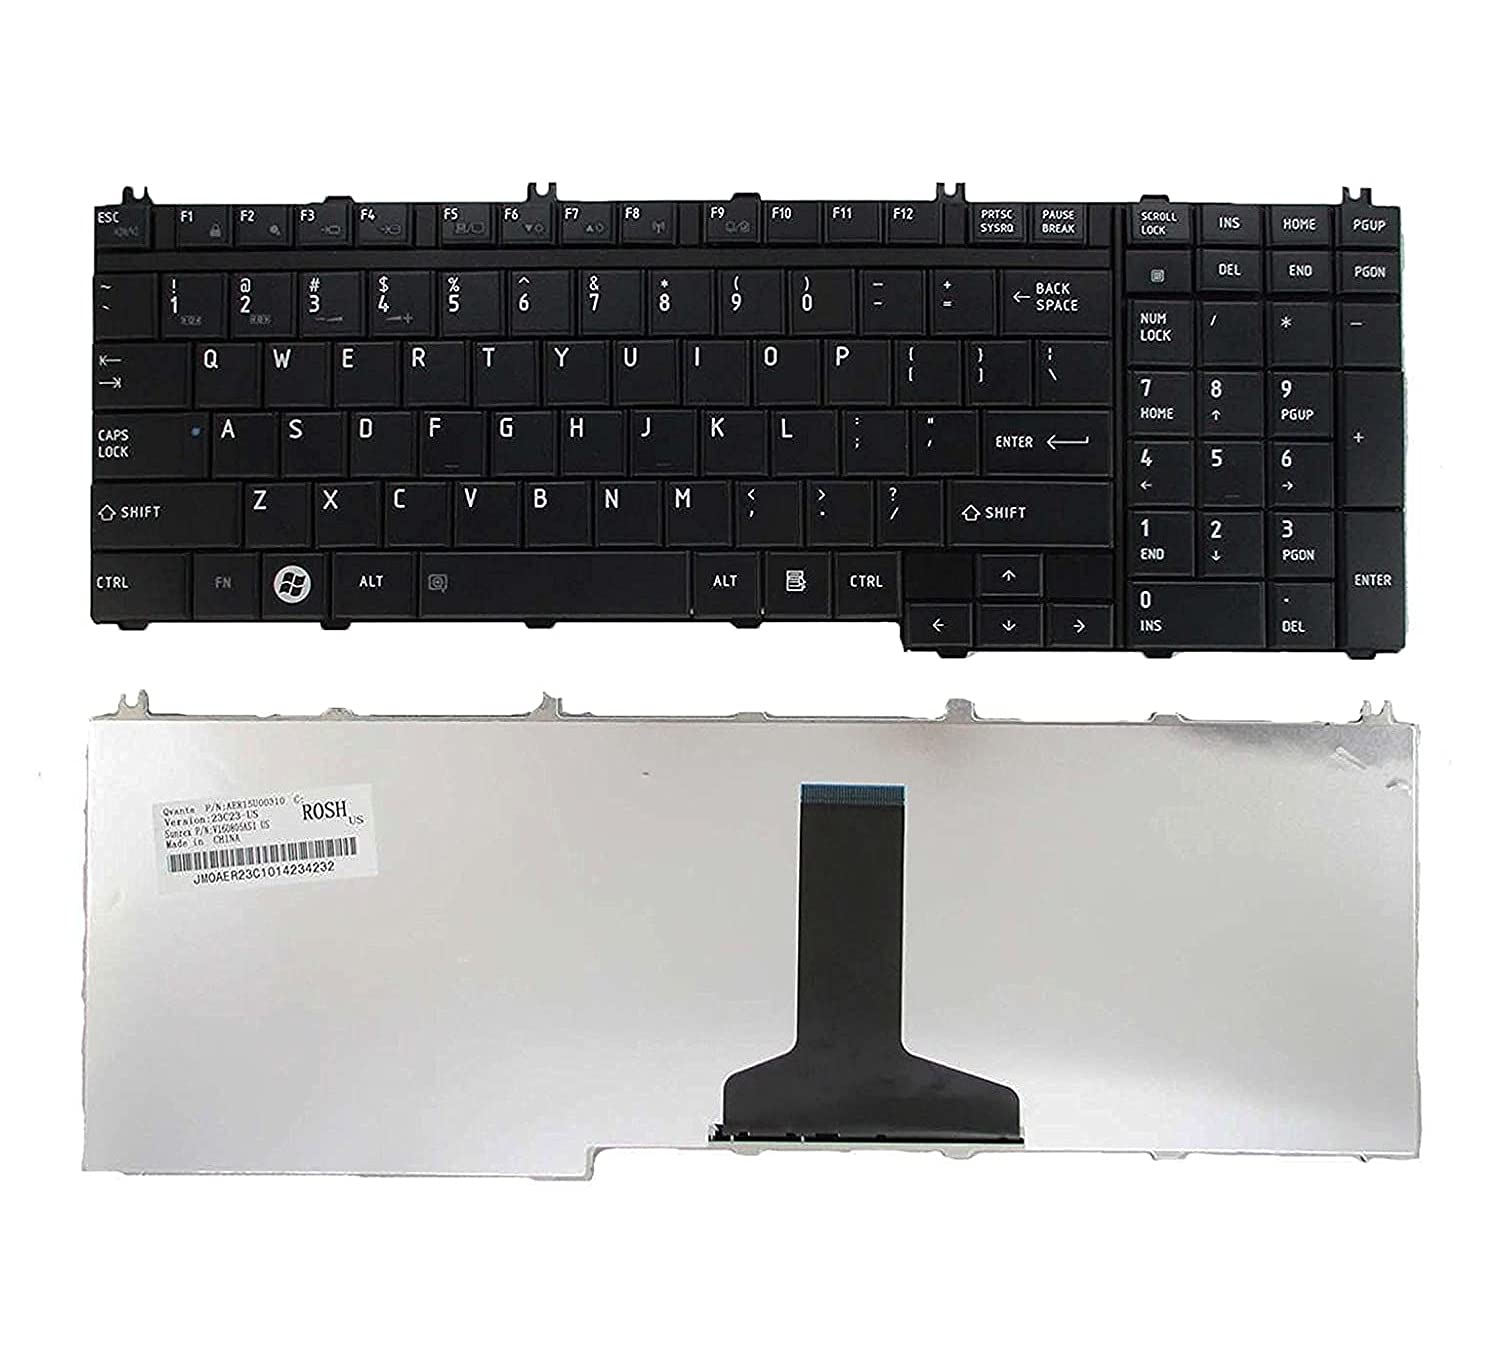 ESC F1 F2 F3 F4 F5 F6 F7 F8 F9 F10 F11 F12 PRTSC PAUSE SCROLL INS HOME PGUP
SYSRQ BREAK LOCK
DEL END PGDN
~ ! @ # $ % ^ & * ( ) – + ← BACK NUM / * –
` 1 2 3 4 5 6 7 8 9 0 - = SPACE LOCK
Q W E R T Y U I O P { } ¦ 7 8 9
[ ] \ HOME ↑ PGUP
CAPS A S D F G H J K L : " ENTER 4 5 6 +
LOCK ; ' ← →
SHIFT Z X C V B N M < > ? SHIFT 1 2 3
, . / END ↓ PGDN
CTRL FN ALT ALT CTRL ↑ ENTER
← ↓ → 0 .
INS DEL
Qvante P/N:AER15U00310 C:
Veraion:23C23-US ROSH US
Sunrex P/N:V160805AS1 US
Made in CHINA
JMOAER23C1014234232